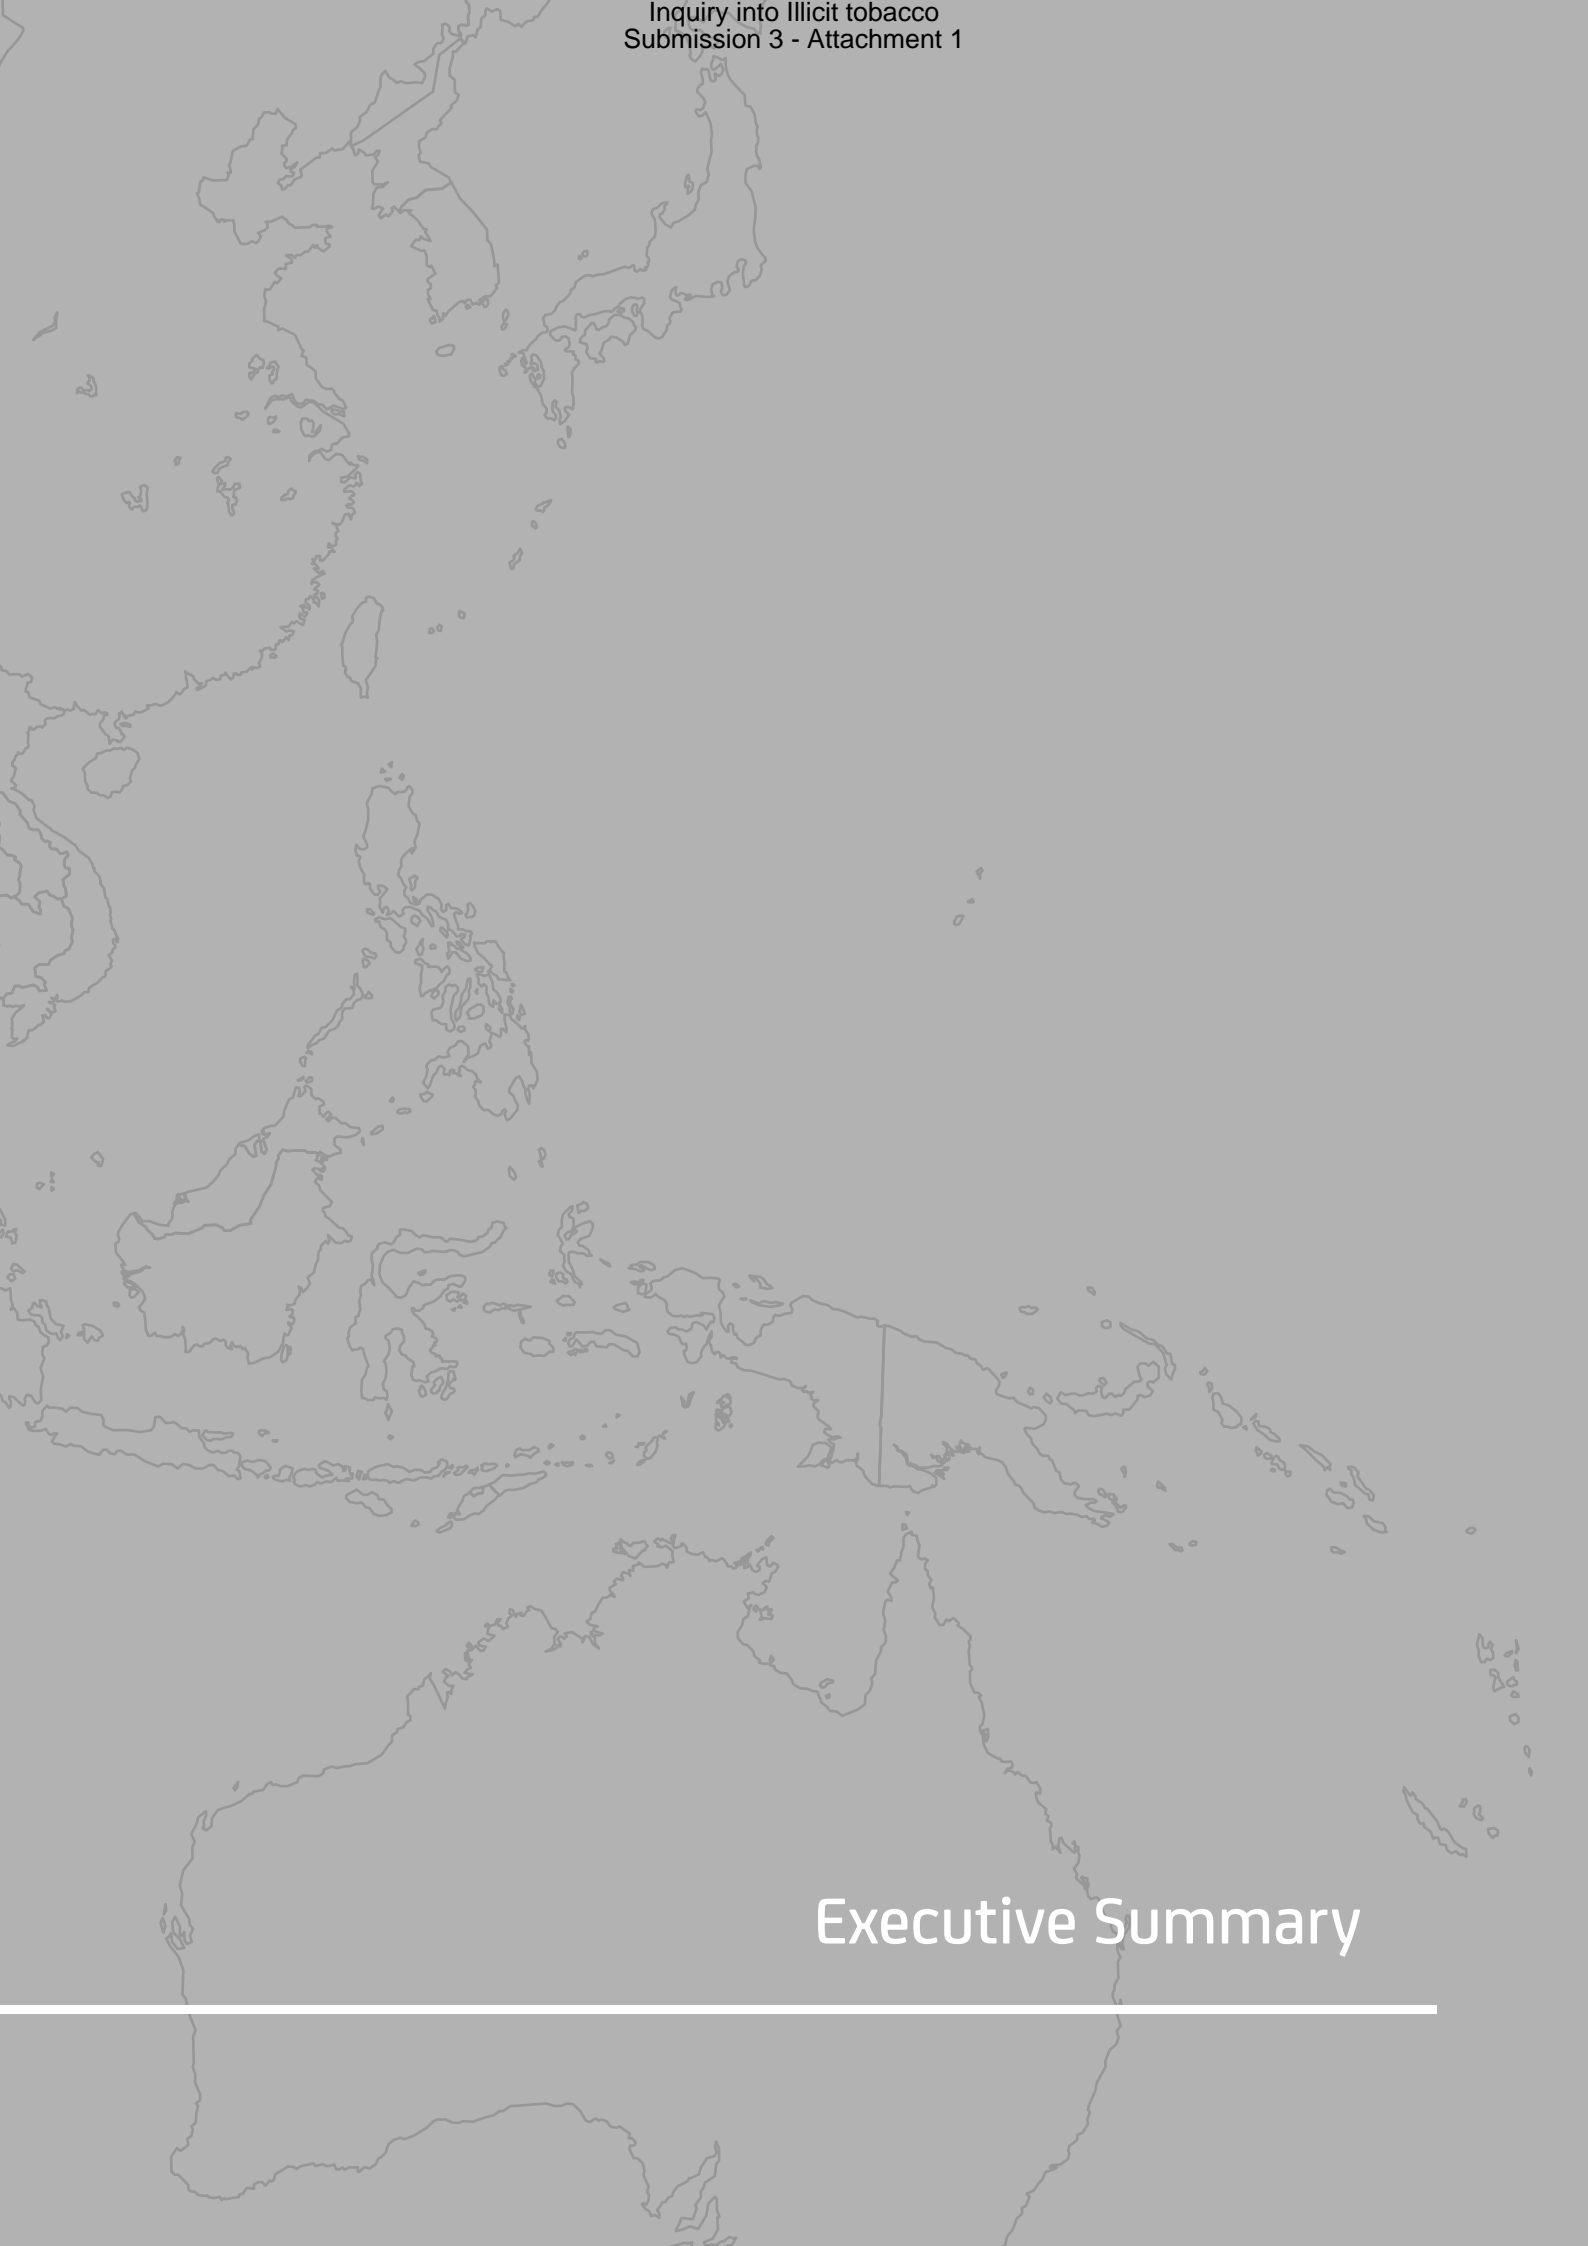 Inquiry into Illicit tobacco
Submission 3 - Attachment 1
Executive Summary